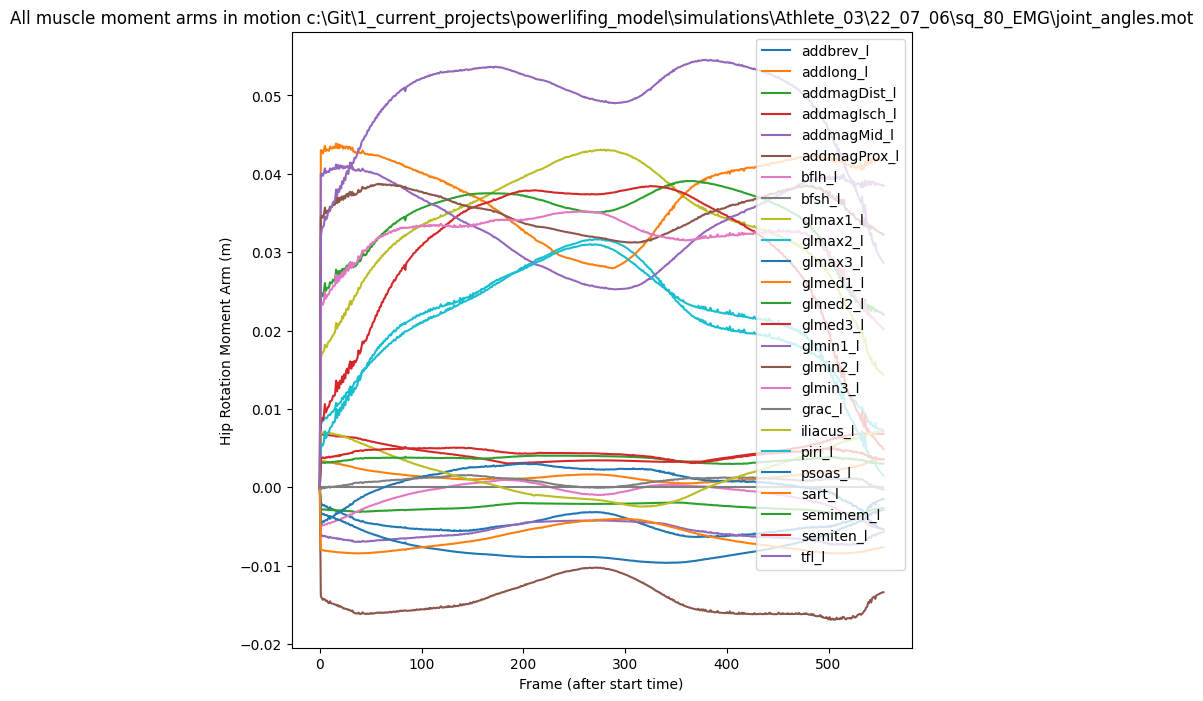 All muscle moment arms in motion c:\Git\1_current_projects\powerlifing_model\simulations\Athlete_03\22_07_06\sq_80_EMG\joint_angles.mot
Hip Rotation Moment Arm (m)
0.05
0.04
0.03
0.02
0.01
0.00
−0.01
−0.02
addbrev_l
addlong_l
addmagDist_l
addmagIsch_l
addmagMid_l
addmagProx_l
bflh_l
bfsh_l
glmax1_l
glmax2_l
glmax3_l
glmed1_l
glmed2_l
glmed3_l
glmin1_l
glmin2_l
glmin3_l
grac_l
iliacus_l
piri_l
psoas_l
sart_l
semimem_l
semiten_l
tfl_l
0 100 200 300 400 500
Frame (after start time)